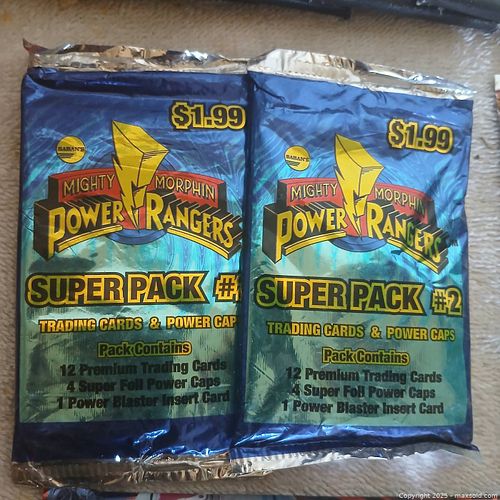 $1.99
SABAN'S
MIGHTY MORPHIN
POWER RANGERS
SUPER PACK
TRADING CARDS & POWER CAPS
Pack Contains
12 Premium Trading Cards
4 Super Foil Power Caps
1 Power Blaster Insert Card
$1.99
SABAN'S
MIGHTY MORPHIN
POWER RANGERS
SUPER PACK #2
TRADING CARDS & POWER CAPS
Pack Contains
12 Premium Trading Cards
4 Super Foil Power Caps
1 Power Blaster Insert Card
Copyright 2025 - maxsold.com